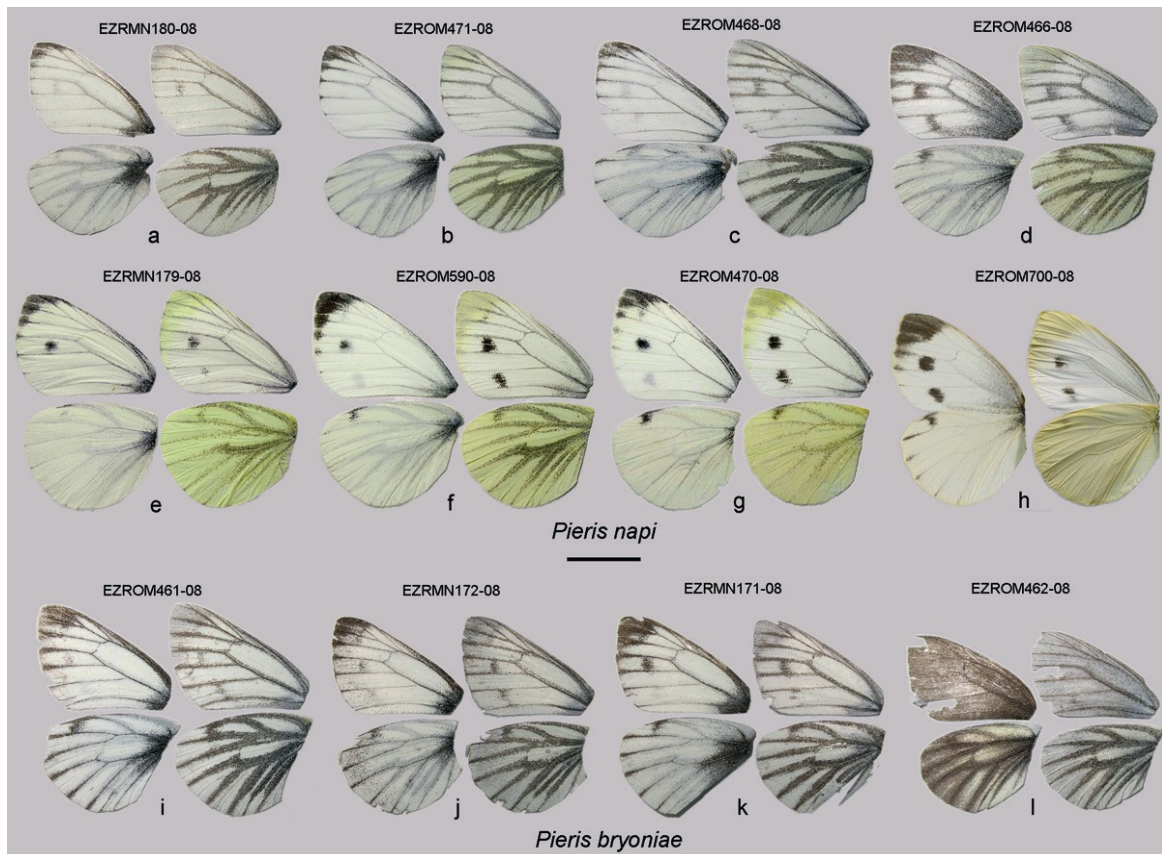 EZRMN180-08 EZROM471-08 EZROM468-08 EZROM466-08
a b c d
EZRMN179-08 EZROM590-08 EZROM470-08 EZROM700-08
e f g h
Pieris napi
EZROM461-08 EZRMN172-08 EZRMN171-08 EZROM462-08
i j k l
Pieris bryoniae